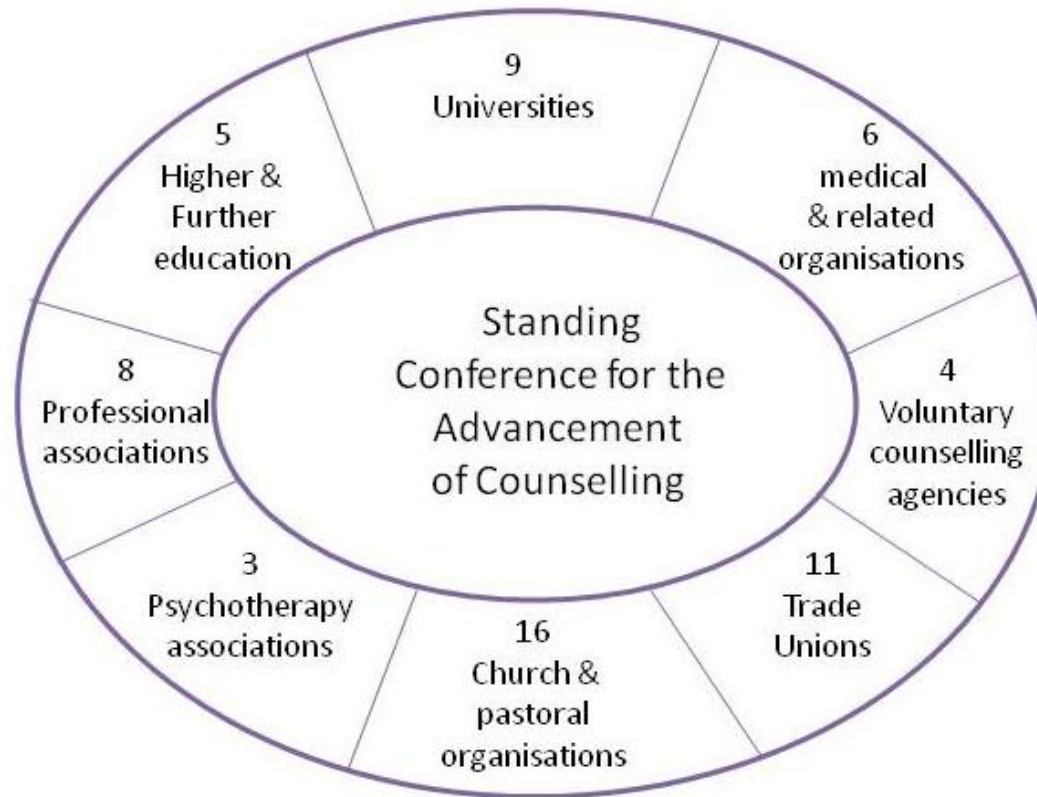 9
Universities
6
medical
& related
organisations
4
Voluntary
counselling
agencies
11
Trade
Unions
16
Church &
pastoral
organisations
3
Psychotherapy
associations
8
Professional
associations
5
Higher &
Further
education
Standing
Conference for the
Advancement
of Counselling